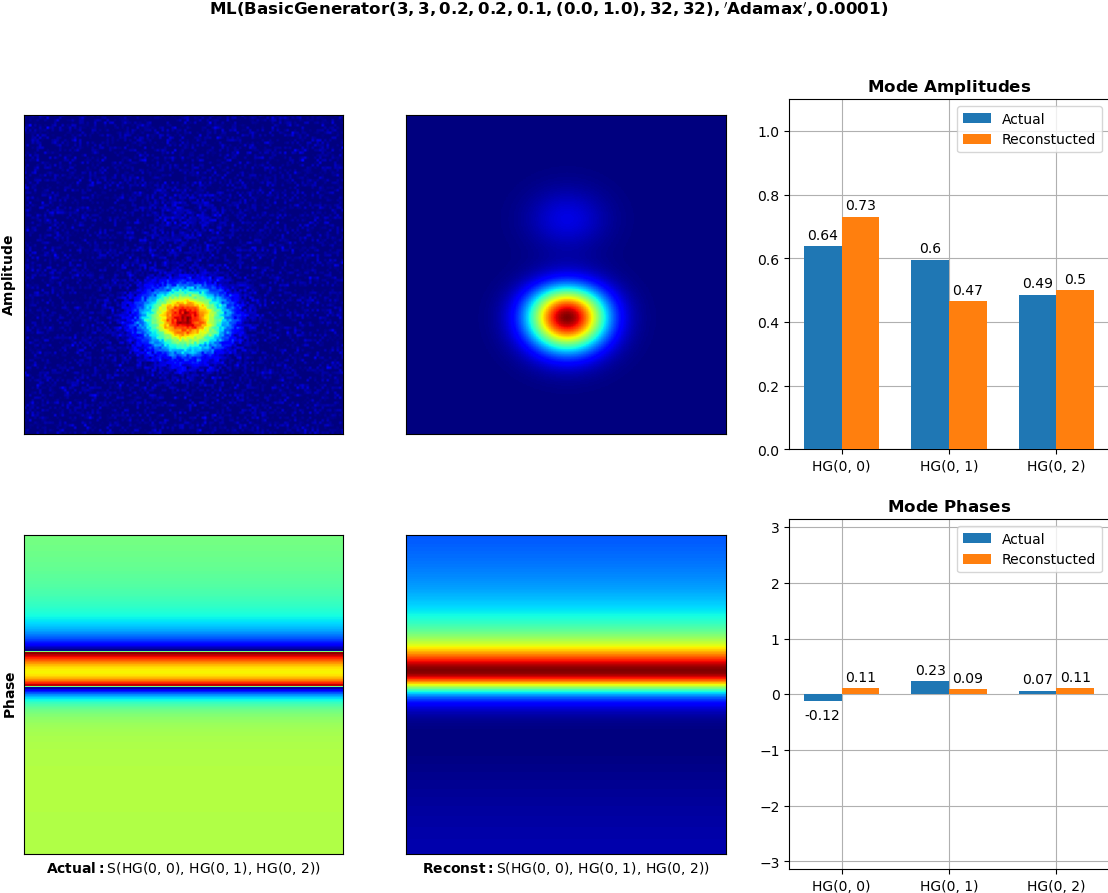 ML(BasicGenerator(3, 3, 0.2, 0.2, 0.1, (0.0, 1.0), 32, 32), ′Adamax′, 0.0001)
Amplitude
Mode Amplitudes
Actual
Reconstucted
1.0
0.8
0.6
0.4
0.2
0.0
0.64
0.73
0.6
0.47
0.49
0.5
HG(0, 0)
HG(0, 1)
HG(0, 2)
Phase
Actual: S(HG(0, 0), HG(0, 1), HG(0, 2))
Reconst: S(HG(0, 0), HG(0, 1), HG(0, 2))
Mode Phases
Actual
Reconstucted
3
2
1
0
−1
−2
−3
-0.12
0.11
0.23
0.09
0.07
0.11
HG(0, 0)
HG(0, 1)
HG(0, 2)